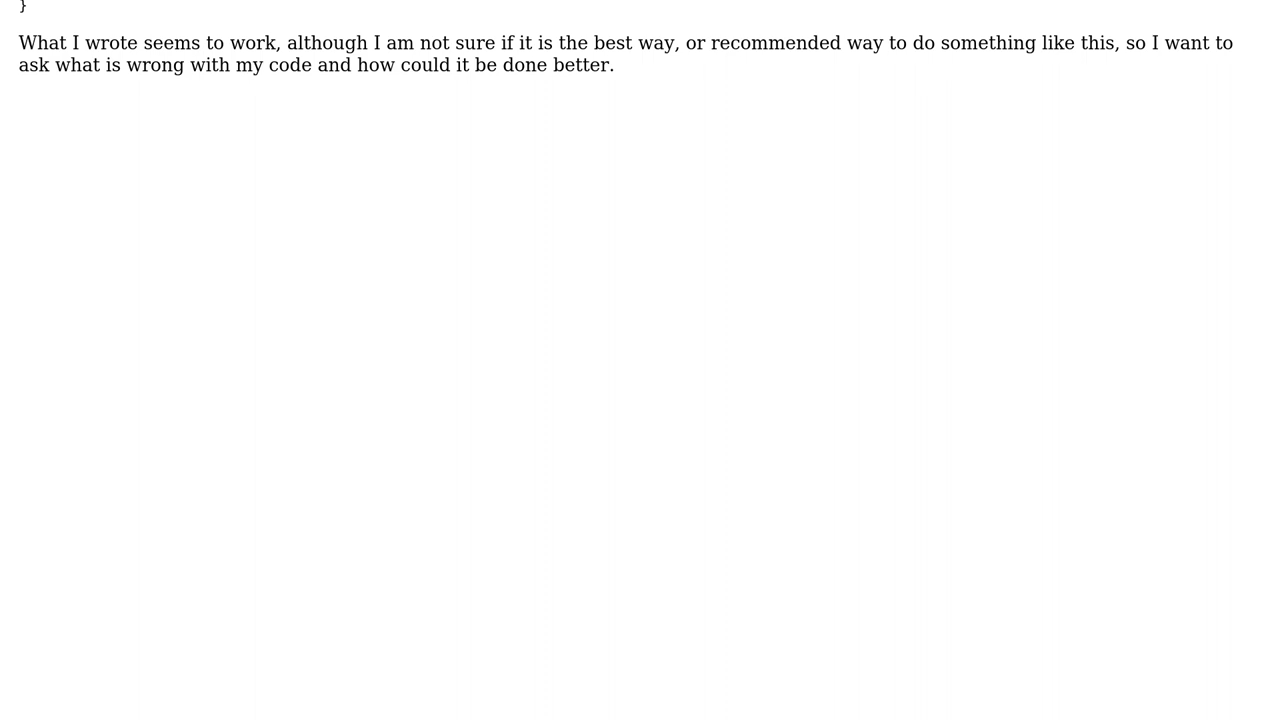 }
What I wrote seems to work, although I am not sure if it is the best way, or recommended way to do something like this, so I want to
ask what is wrong with my code and how could it be done better.